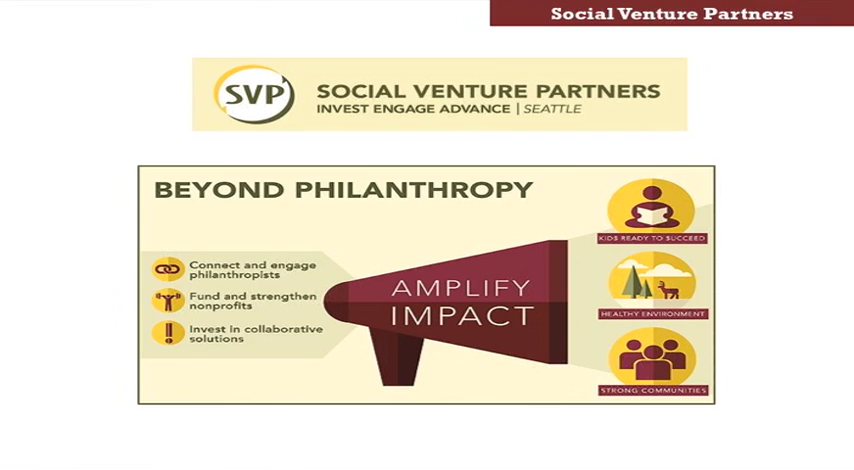 Social Venture Partners
SVP
SOCIAL VENTURE PARTNERS
INVEST ENGAGE ADVANCE | SEATTLE
BEYOND PHILANTHROPY
Connect and engage
philanthropists
Fund and strengthen
nonprofits
Invest in collaborative
solutions
AMPLIFY
IMPACT
KIDS READY TO SUCCEED
HEALTHY ENVIRONMENT
STRONG COMMUNITIES